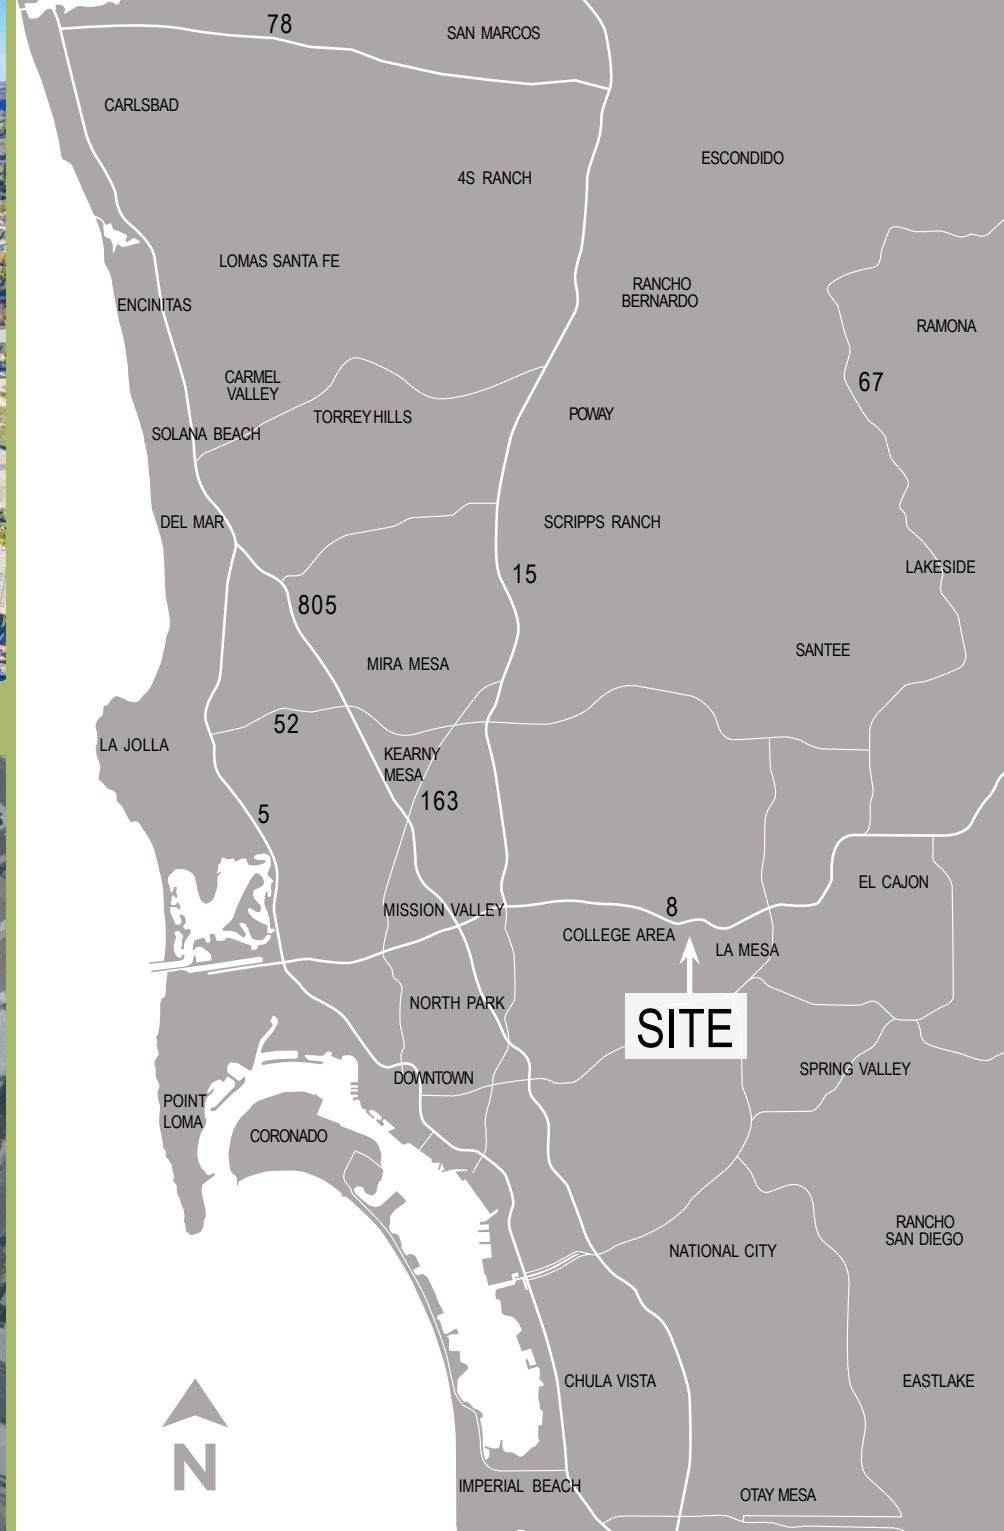 78
SAN MARCOS
CARLSBAD
ESCONDIDO
4S RANCH
LOMAS SANTA FE
RANCHO
BERNARDO
ENCINITAS
RAMONA
CARMEL
VALLEY
67
TORREY HILLS
POWAY
SOLANA BEACH
DEL MAR
SCRIPPS RANCH
LAKESIDE
15
805
SANTEE
MIRA MESA
52
LA JOLLA
KEARNY
MESA
163
5
EL CAJON
8
MISSION VALLEY
COLLEGE AREA
LA MESA
NORTH PARK
SITE
SPRING VALLEY
DOWNTOWN
POINT
LOMA
CORONADO
RANCHO
SAN DIEGO
NATIONAL CITY
CHULA VISTA
EASTLAKE
N
IMPERIAL BEACH
OTAY MESA